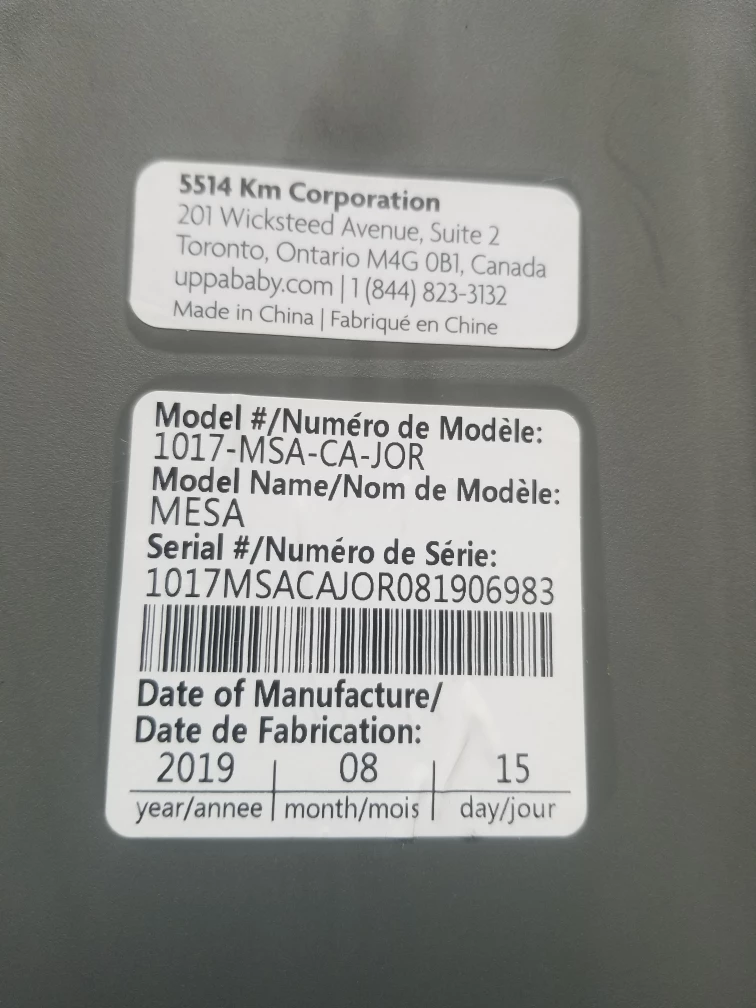 5514 Km Corporation
201 Wicksteed Avenue, Suite 2
Toronto, Ontario M4G 0B1, Canada
uppababy.com | 1 (844) 823-3132
Made in China | Fabriqué en Chine
Model #/Numéro de Modèle:
1017-MSA-CA-JOR
Model Name/Nom de Modèle:
MESA
Serial #/Numéro de Série:
1017MSACAJOR081906983
Date of Manufacture/
Date de Fabrication:
2019 | 08 | 15
year/annee | month/mois | day/jour